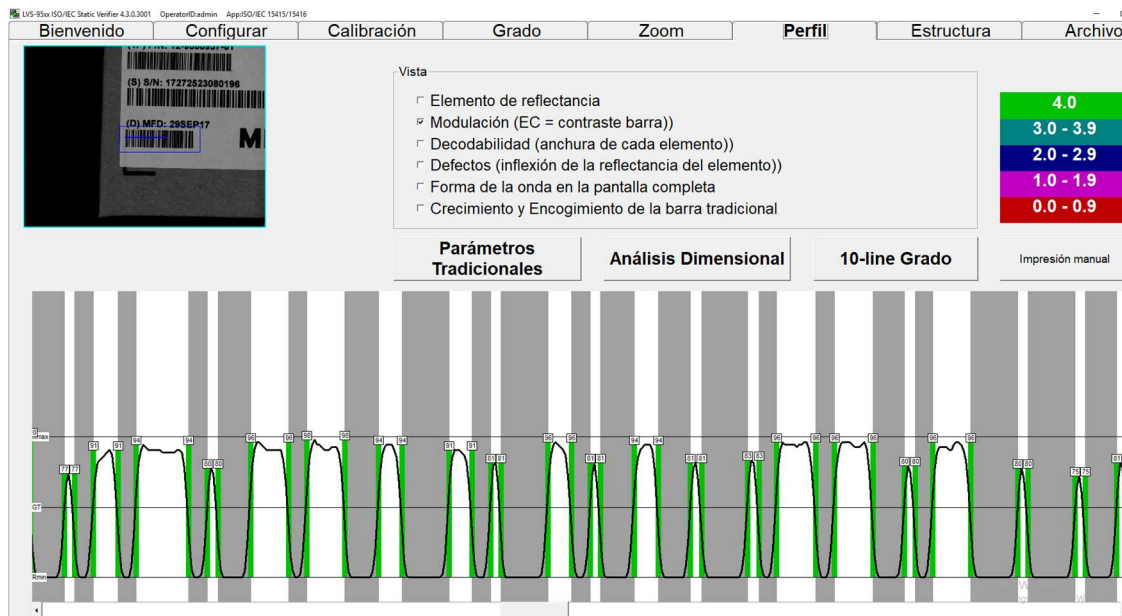 LVS-95xx ISO/IEC Static Verifier 4.3.0.3001 OperatorID:admin App:ISO/IEC 15415/15416
Bienvenido Configurar Calibración Grado Zoom Perfil Estructura Archivo
(S) S/N: 17272523080196
(D) MFD: 29SEP17
Vista
Elemento de reflectancia
Modulación (EC = contraste barra))
Decodabilidad (anchura de cada elemento))
Defectos (inflexión de la reflectancia del elemento))
Forma de la onda en la pantalla completa
Crecimiento y Encogimiento de la barra tradicional
4.0
3.0 - 3.9
2.0 - 2.9
1.0 - 1.9
0.0 - 0.9
Parámetros
Tradicionales
Análisis Dimensional
10-line Grado
Impresión manual
0
77 77 91 91 94 94 80 80 96 96 98 98 94 94 91 91 81 81 96 96 81 81 94 94 81 81 83 83 96 96 96 96 80 80 96 96 80 80 75 75 81
GT
Rmin